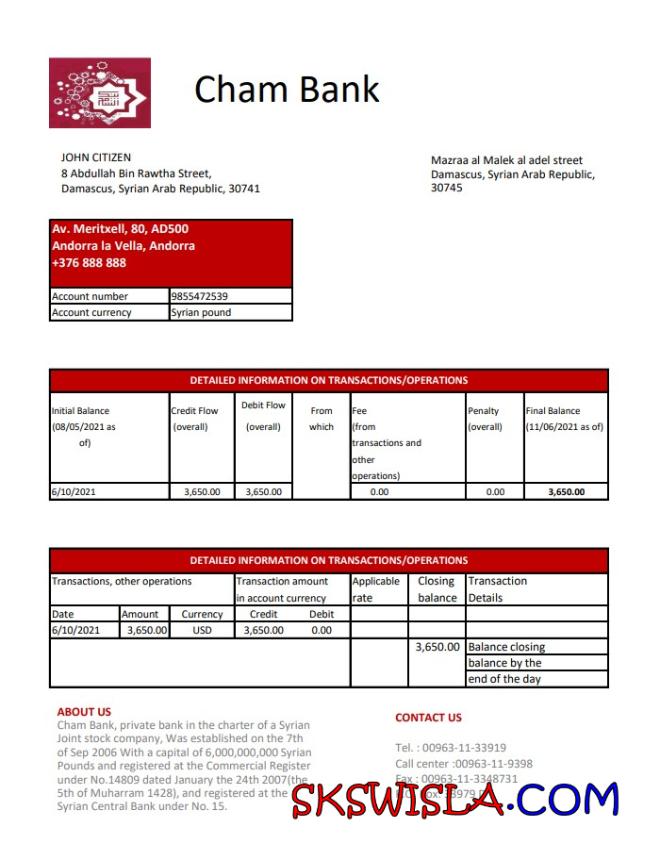 Cham Bank
JOHN CITIZEN
8 Abdullah Bin Rawtha Street,
Damascus, Syrian Arab Republic, 30741
Mazraa al Malek al adel street
Damascus, Syrian Arab Republic,
30745
Av. Meritxell, 80, AD500
Andorra la Vella, Andorra
+376 888 888
Account number 9855472539
Account currency Syrian pound
DETAILED INFORMATION ON TRANSACTIONS/OPERATIONS
Initial Balance
(08/05/2021 as
of)
Credit Flow
(overall)
Debit Flow
(overall)
From
which
Fee
(from
transactions and
other
operations)
Penalty
(overall)
Final Balance
(11/06/2021 as of)
6/10/2021 3,650.00 3,650.00 0.00 0.00 3,650.00
DETAILED INFORMATION ON TRANSACTIONS/OPERATIONS
Transactions, other operations
Transaction amount
in account currency
Applicable
rate
Closing
balance
Transaction
Details
Date Amount Currency Credit Debit
6/10/2021 3,650.00 USD 3,650.00 0.00
3,650.00 Balance closing
balance by the
end of the day
ABOUT US
Cham Bank, private bank in the charter of a Syrian
Joint stock company, Was established on the 7th
of Sep 2006 With a capital of 6,000,000,000 Syrian
Pounds and registered at the Commercial Register
under No.14809 dated January the 24th 2007(the
5th of Muharram 1428), and registered at the
Syrian Central Bank under No. 15.
CONTACT US
Tel. : 00963-11-33919
Call center :00963-11-9398
Fax : 00963-11-3348731
SKSWISLA.COM